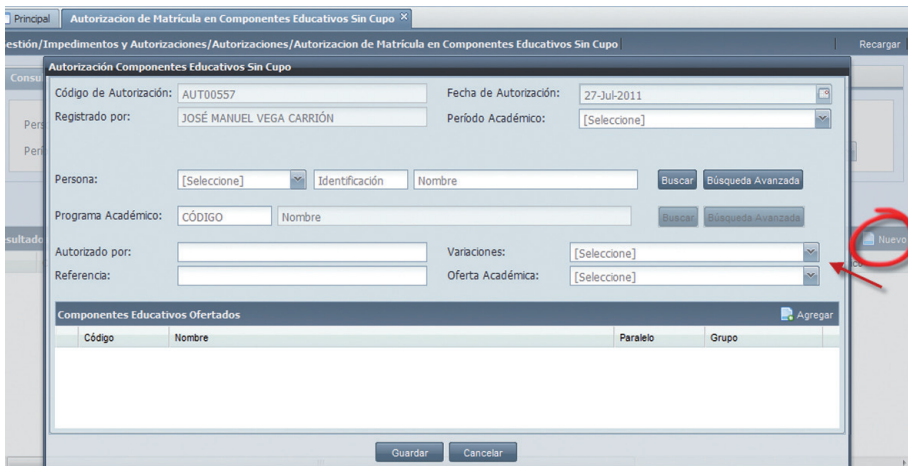 Principal Autorizacion de Matrícula en Componentes Educativos Sin Cupo
estión/Impedimentos y Autorizaciones/Autorizaciones/Autorizacion de Matrícula en Componentes Educativos Sin Cupo Recargar
Autorización Componentes Educativos Sin Cupo
Consu
Código de Autorización: AUT00557 Fecha de Autorización: 27-Jul-2011
Registrado por: JOSÉ MANUEL VEGA CARRIÓN Período Académico: [Seleccione]
Pers
Perí
Persona: [Seleccione] Identificación Nombre Buscar Búsqueda Avanzada
Programa Académico: CÓDIGO Nombre Buscar Búsqueda Avanzada
esultado Nuevo
Autorizado por: Variaciones: [Seleccione]
Referencia: Oferta Académica: [Seleccione]
Componentes Educativos Ofertados Agregar
Código Nombre Paralelo Grupo
Guardar Cancelar